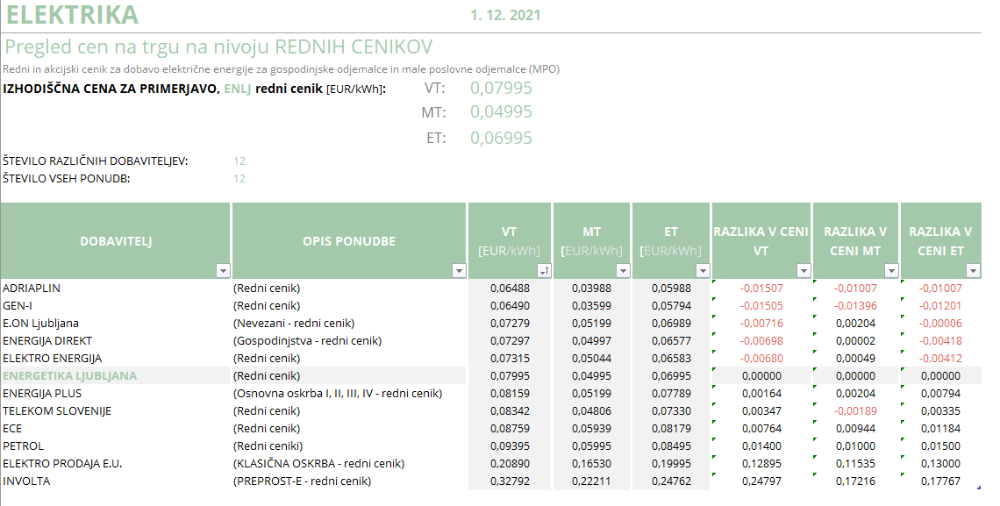 ELEKTRIKA 1. 12. 2021
Pregled cen na trgu na nivoju REDNIH CENIKOV
Redni in akcijski cenik za dobavo električne energije za gospodinjske odjemalce in male poslovne odjemalce (MPO)
IZHODIŠČNA CENA ZA PRIMERJAVO, ENLJ redni cenik [EUR/kWh]: VT: 0,07995
MT: 0,04995
ET: 0,06995
ŠTEVILO RAZLIČNIH DOBAVITELJEV: 12
ŠTEVILO VSEH PONUDB: 12
DOBAVITELJ OPIS PONUDBE VT [EUR/kWh] MT [EUR/kWh] ET [EUR/kWh] RAZLIKA V CENI VT RAZLIKA V CENI MT RAZLIKA V CENI ET
ADRIAPLIN (Redni cenik) 0,06488 0,03988 0,05988 -0,01507 -0,01007 -0,01007
GEN-I (Redni cenik) 0,06490 0,03599 0,05794 -0,01505 -0,01396 -0,01201
E.ON Ljubljana (Nevezani - redni cenik) 0,07279 0,05199 0,06989 -0,00716 0,00204 -0,00006
ENERGIJA DIREKT (Gospodinjstva - redni cenik) 0,07297 0,04997 0,06577 -0,00698 0,00002 -0,00418
ELEKTRO ENERGIJA (Redni cenik) 0,07315 0,05044 0,06583 -0,00680 0,00049 -0,00412
ENERGETIKA LJUBLJANA (Redni cenik) 0,07995 0,04995 0,06995 0,00000 0,00000 0,00000
ENERGIJA PLUS (Osnovna oskrba I, II, III, IV - redni cenik) 0,08159 0,05199 0,07789 0,00164 0,00204 0,00794
TELEKOM SLOVENIJE (Redni cenik) 0,08342 0,04806 0,07330 0,00347 -0,00189 0,00335
ECE (Redni cenik) 0,08759 0,05939 0,08179 0,00764 0,00944 0,01184
PETROL (Redni ceniki) 0,09395 0,05995 0,08495 0,01400 0,01000 0,01500
ELEKTRO PRODAJA E.U. (KLASIČNA OSKRBA - redni cenik) 0,20890 0,16530 0,19995 0,12895 0,11535 0,13000
INVOLTA (PREPROST-E - redni cenik) 0,32792 0,22211 0,24762 0,24797 0,17216 0,17767